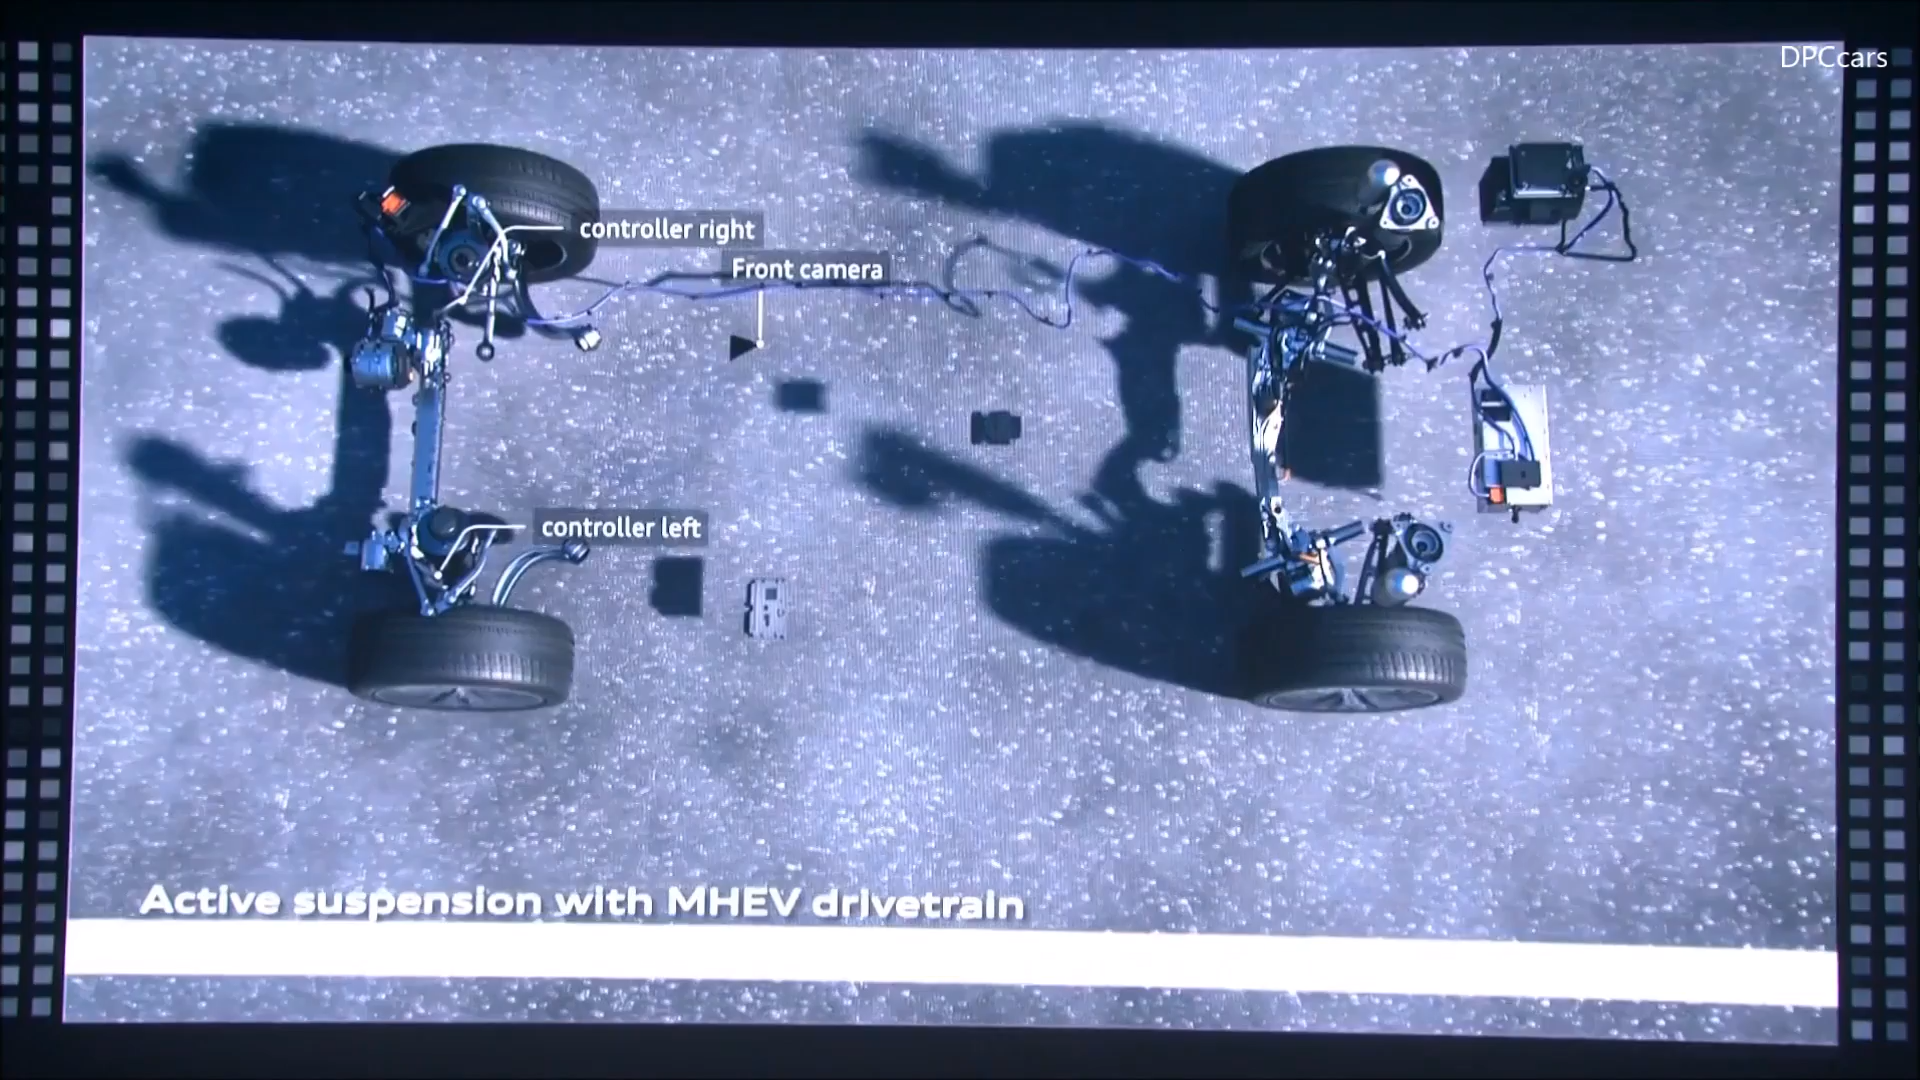 DPCcars
controller right
Front camera
controller left
Active suspension with MHEV drivetrain